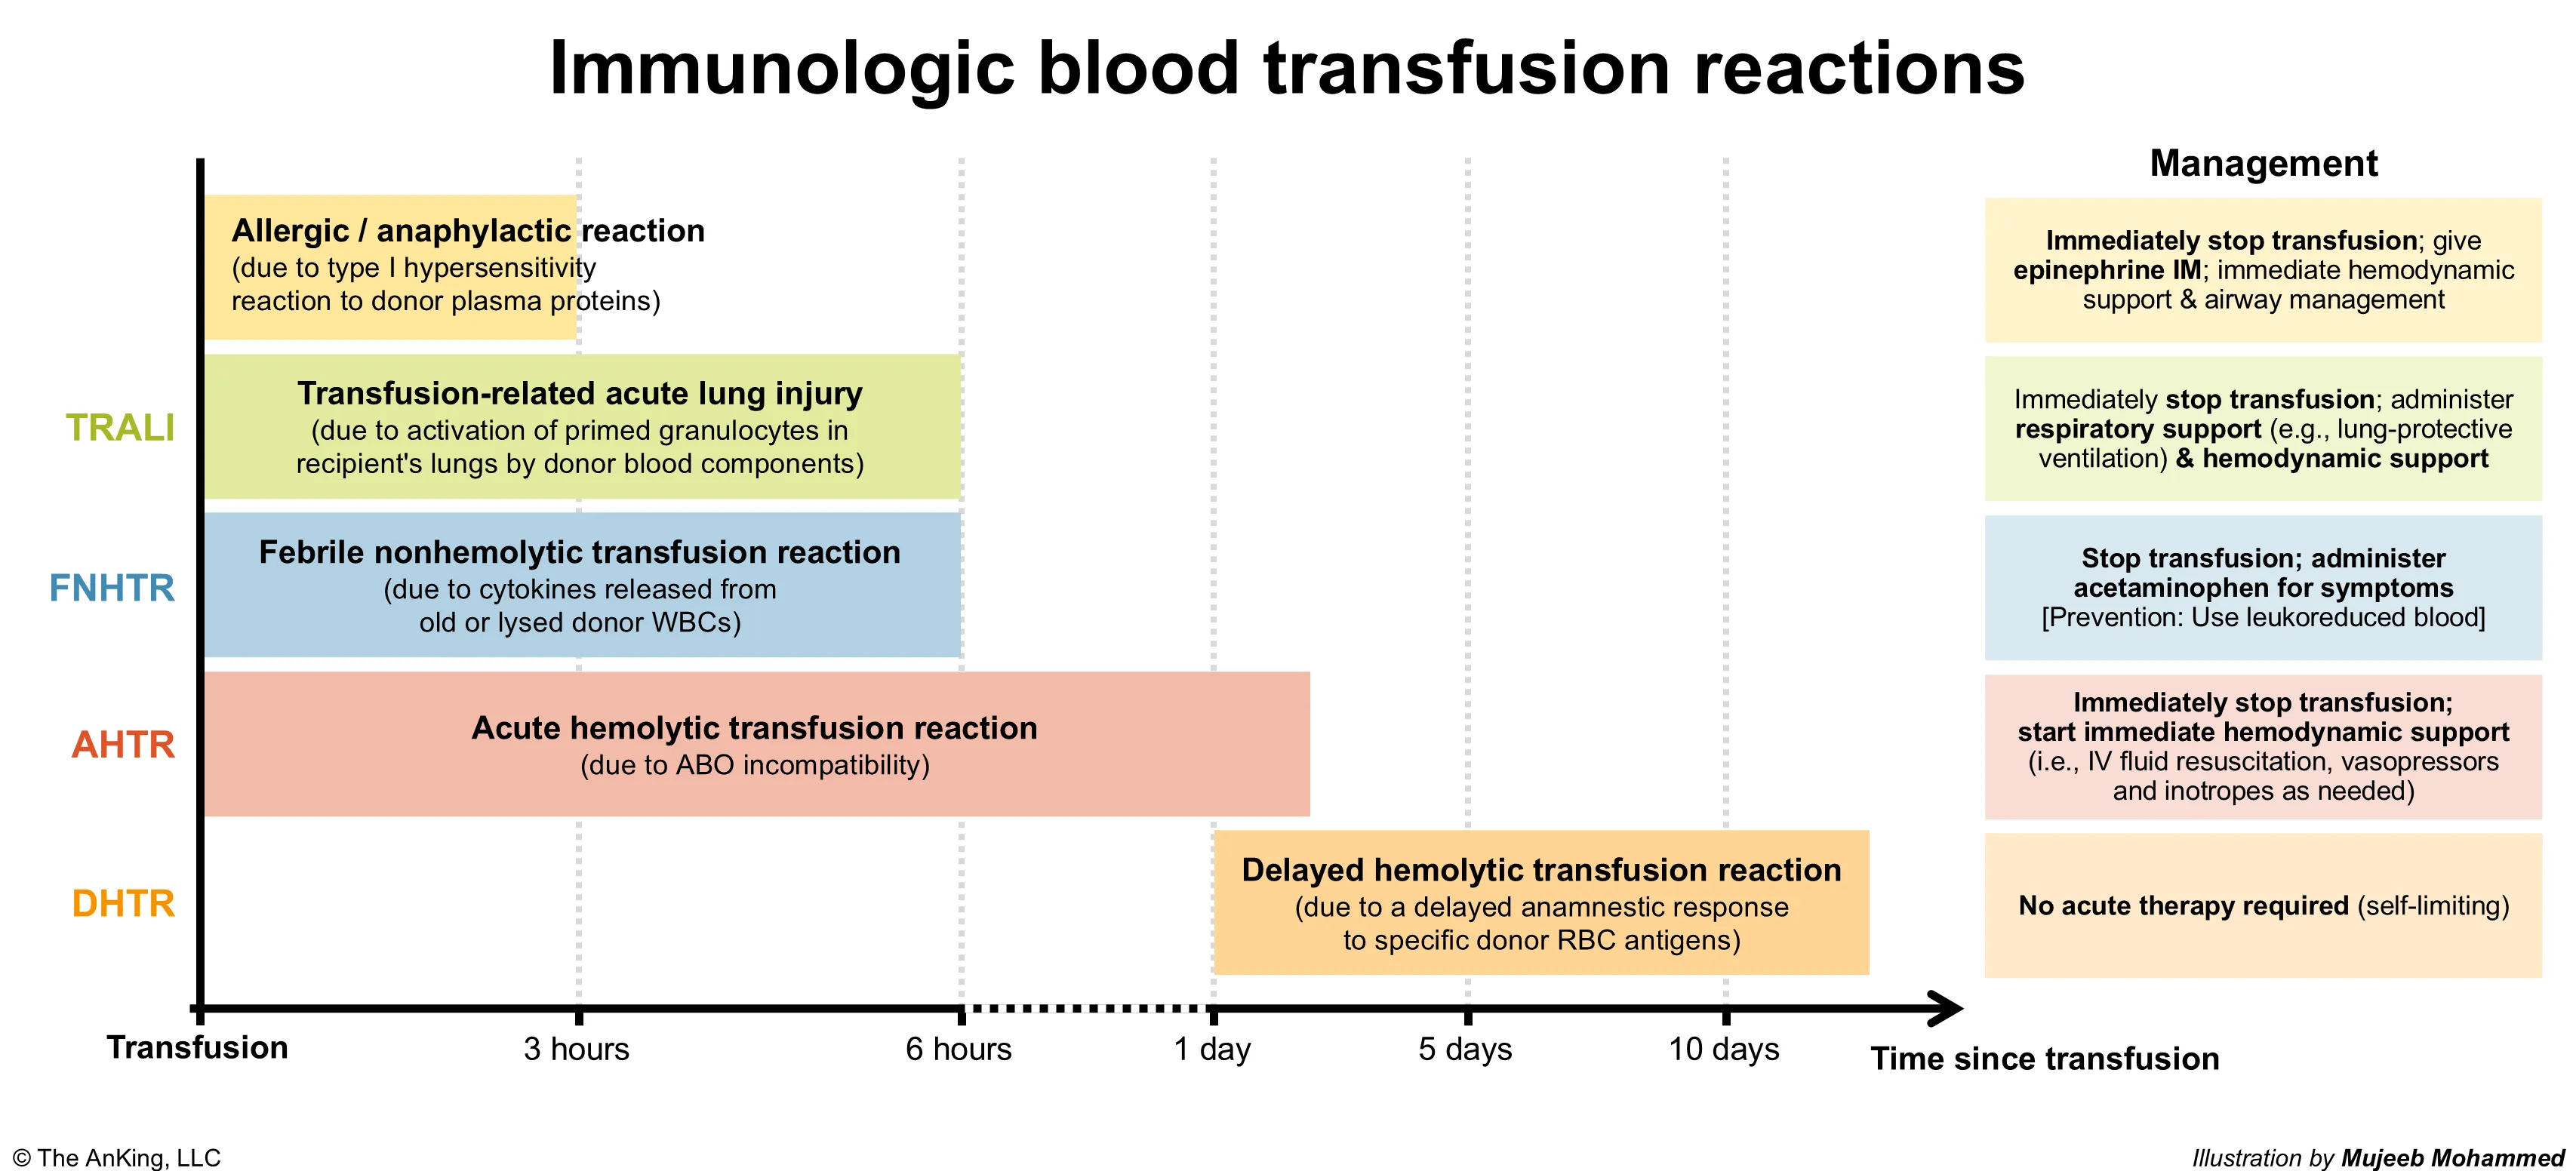 Immunologic blood transfusion reactions
Management
Allergic / anaphylactic reaction
(due to type I hypersensitivity
reaction to donor plasma proteins)
Immediately stop transfusion; give
epinephrine IM; immediate hemodynamic
support & airway management
TRALI
Transfusion-related acute lung injury
(due to activation of primed granulocytes in
recipient's lungs by donor blood components)
Immediately stop transfusion; administer
respiratory support (e.g., lung-protective
ventilation) & hemodynamic support
FNHTR
Febrile nonhemolytic transfusion reaction
(due to cytokines released from
old or lysed donor WBCs)
Stop transfusion; administer
acetaminophen for symptoms
[Prevention: Use leukoreduced blood]
AHTR
Acute hemolytic transfusion reaction
(due to ABO incompatibility)
Immediately stop transfusion;
start immediate hemodynamic support
(i.e., IV fluid resuscitation, vasopressors
and inotropes as needed)
DHTR
Delayed hemolytic transfusion reaction
(due to a delayed anamnestic response
to specific donor RBC antigens)
No acute therapy required (self-limiting)
Transfusion
3 hours
6 hours
1 day
5 days
10 days
Time since transfusion
© The AnKing, LLC
Illustration by Mujeeb Mohammed